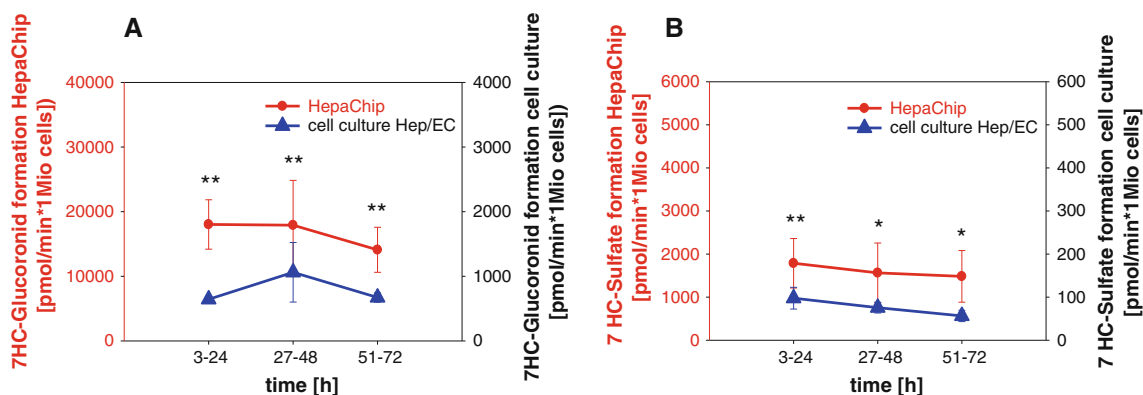 A
7HC-Glucoronid formation HepaChip
[pmol/min*1Mio cells])
40000
30000
20000
10000
0
HepaChip
cell culture Hep/EC
**
**
**
4000
3000
2000
1000
0
7HC-Glucoronid formation cell culture
[pmol/min*1Mio cells])
3-24
27-48
51-72
time [h]
B
7 HC-Sulfate formation HepaChip
[pmol/min*1Mio cells]
6000
5000
4000
3000
2000
1000
0
HepaChip
cell culture Hep/EC
**
*
*
600
500
400
300
200
100
0
7 HC-Sulfate formation cell culture
[pmol/min*1Mio cells]
3-24
27-48
51-72
time [h]